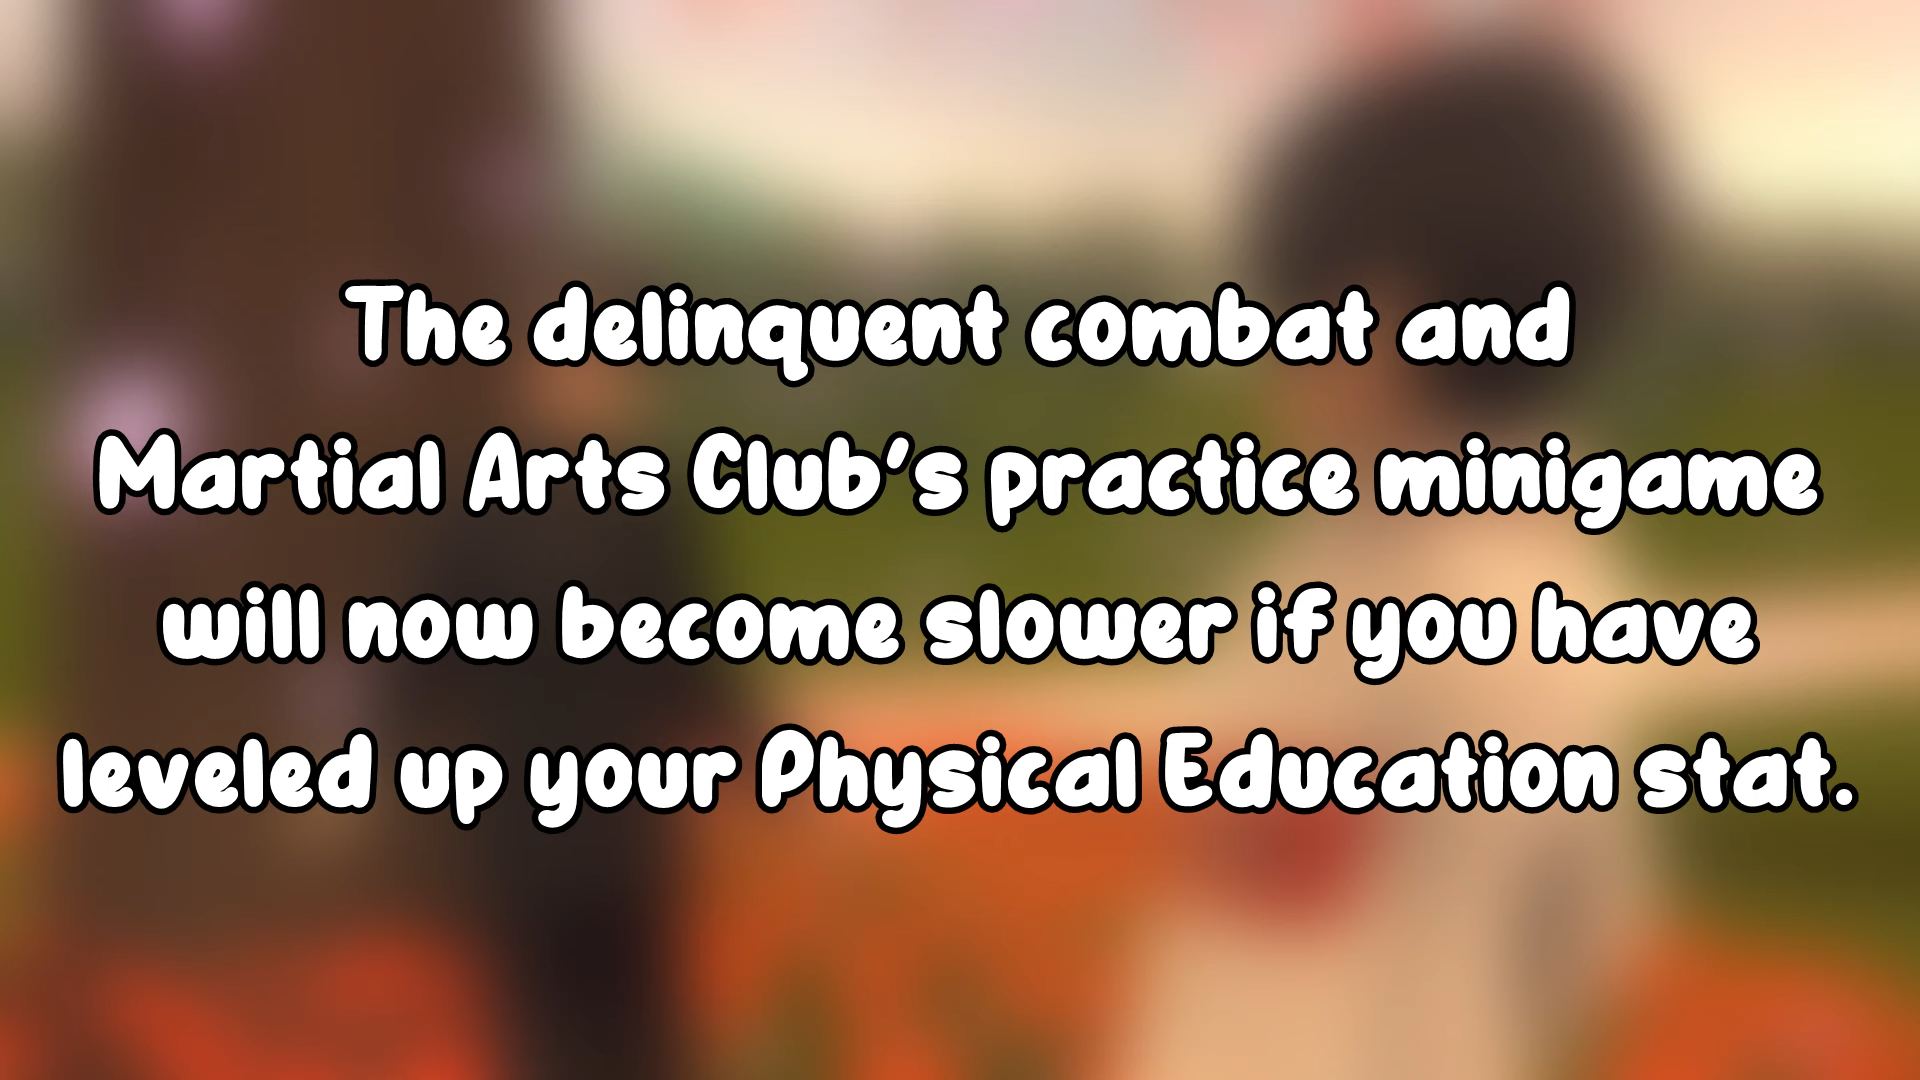 The delinquent combat and
Martial Arts Club's practice minigame
will now become slower if you have
leveled up your Physical Education stat.